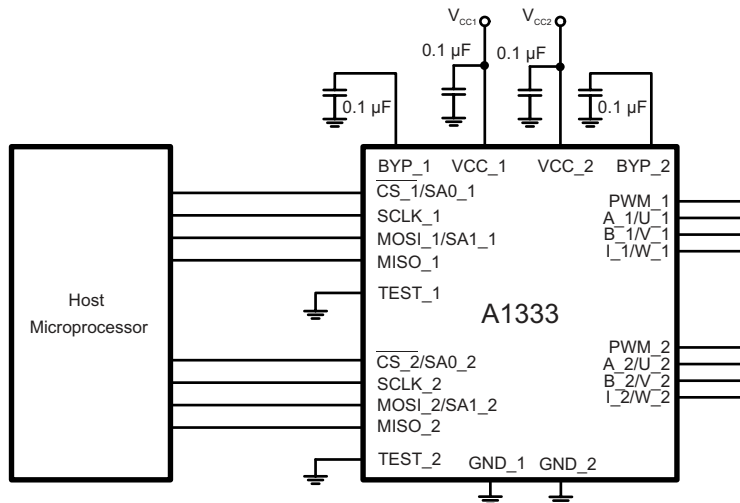 VCC1
VCC2
0.1 µF
0.1 µF
0.1 µF
0.1 µF
BYP_1
VCC_1
VCC_2
BYP_2
CS_1/SA0_1
SCLK_1
MOSI_1/SA1_1
MISO_1
TEST_1
PWM_1
A_1/U_1
B_1/V_1
I_1/W_1
Host
Microprocessor
A1333
CS_2/SA0_2
SCLK_2
MOSI_2/SA1_2
MISO_2
TEST_2
PWM_2
A_2/U_2
B_2/V_2
I_2/W_2
GND_1
GND_2